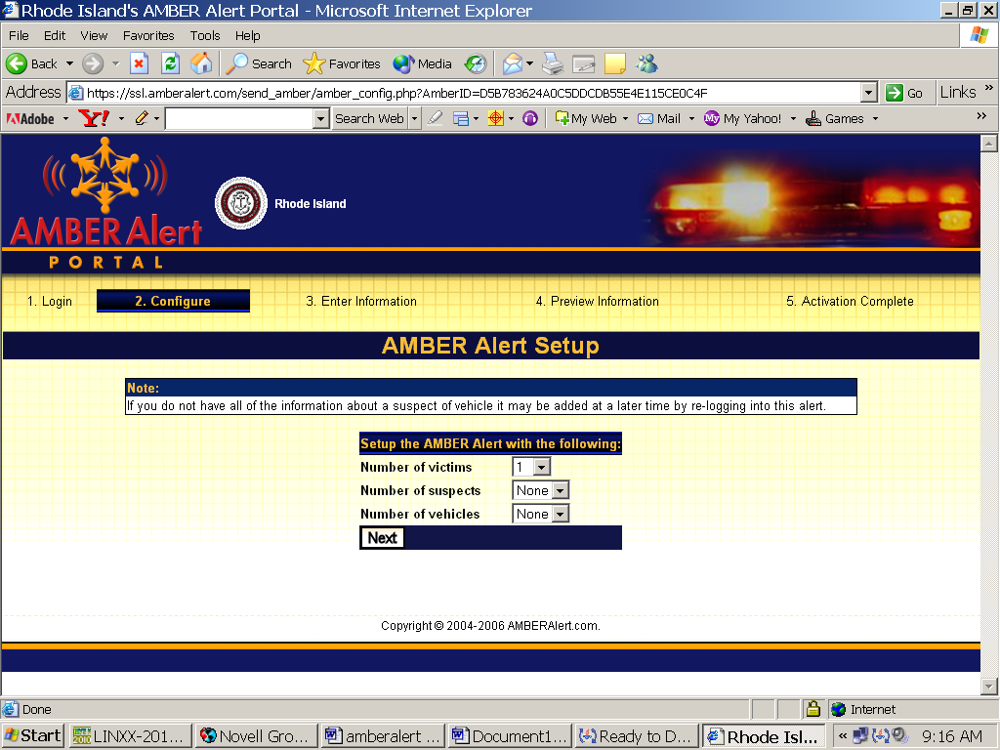 Rhode Island's AMBER Alert Portal - Microsoft Internet Explorer
File Edit View Favorites Tools Help
Back Search Favorites Media
Address https://ssl.amberalert.com/send_amber/amber_config.php?AmberID=D5B783624A0C5DDCDB55E4E115CE0C4F Go Links »
Adobe Y! Search Web My Web Mail My My Yahoo! Games »
AMBER Alert
PORTAL
Rhode Island
1. Login 2. Configure 3. Enter Information 4. Preview Information 5. Activation Complete
AMBER Alert Setup
Note:
If you do not have all of the information about a suspect of vehicle it may be added at a later time by re-logging into this alert.
Setup the AMBER Alert with the following:
Number of victims 1
Number of suspects None
Number of vehicles None
Next
Copyright © 2004-2006 AMBERAlert.com.
Done Internet
Start LINXX-201... Novell Gro... amberalert ... Document1... Ready to D... Rhode Isl... « 9:16 AM